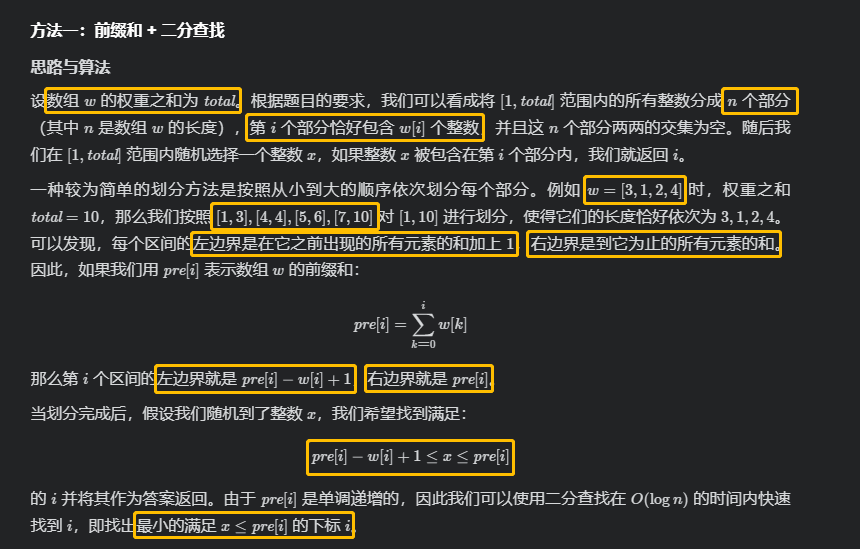 方法一：前缀和 + 二分查找
思路与算法
设数组 w 的权重之和为 total。根据题目的要求，我们可以看成将 [1, total] 范围内的所有整数分成 n 个部分
（其中 n 是数组 w 的长度），第 i 个部分恰好包含 w[i] 个整数，并且这 n 个部分两两的交集为空。随后我
们在 [1, total] 范围内随机选择一个整数 x，如果整数 x 被包含在第 i 个部分内，我们就返回 i。
一种较为简单的划分方法是按照从小到大的顺序依次划分每个部分。例如 w = [3, 1, 2, 4] 时，权重之和
total = 10，那么我们按照 [1, 3], [4, 4], [5, 6], [7, 10] 对 [1, 10] 进行划分，使得它们的长度恰好依次为 3, 1, 2, 4。
可以发现，每个区间的左边界是在它之前出现的所有元素的和加上 1，右边界是到它为止的所有元素的和。
因此，如果我们用 pre[i] 表示数组 w 的前缀和：
pre[i] = ∑_{k=0}^{i} w[k]
那么第 i 个区间的左边界就是 pre[i] − w[i] + 1，右边界就是 pre[i]。
当划分完成后，假设我们随机到了整数 x，我们希望找到满足：
pre[i] − w[i] + 1 ≤ x ≤ pre[i]
的 i 并将其作为答案返回。由于 pre[i] 是单调递增的，因此我们可以使用二分查找在 O(log n) 的时间内快速
找到 i，即找出最小的满足 x ≤ pre[i] 的下标 i。